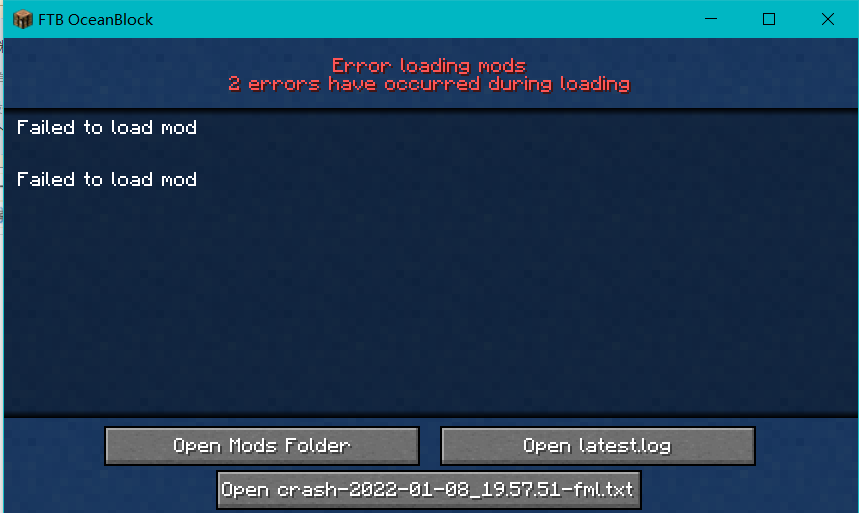 FTB OceanBlock
Error loading mods
2 errors have occurred during loading
Failed to load mod
Failed to load mod
Open Mods Folder
Open latest.log
Open crash-2022-01-08_19.57.51-fml.txt